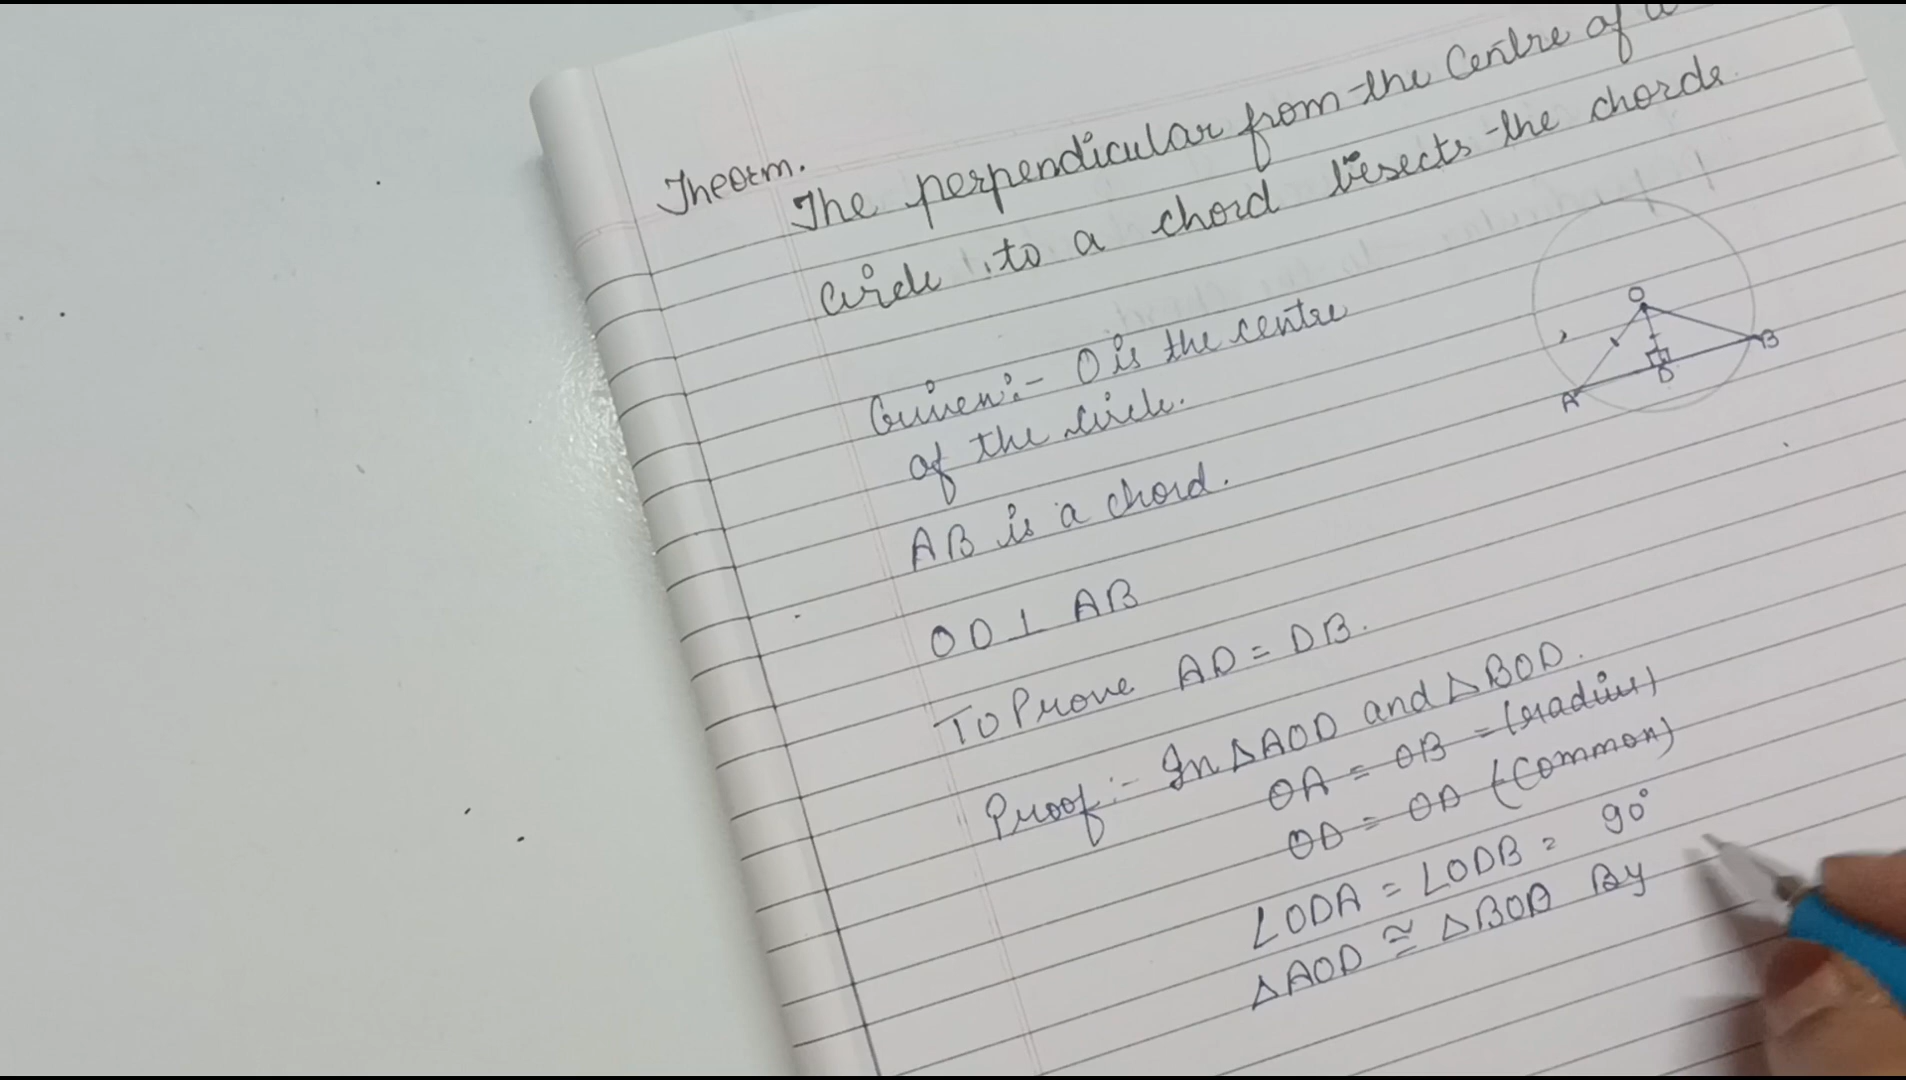 Theorm.
The perpendicular from the Centre of a
circle to a chord bisects the chords.
Given:- O is the centre
of the circle.
AB is a chord.
OD ⊥ AB
To Prove AD = DB.
Proof:- In △AOD and △BOD.
OA = OB = (radius)
OD = OD (Common)
∠ODA = ∠ODB = 90°
△AOD ≅ △BOD By
O
A
D
B